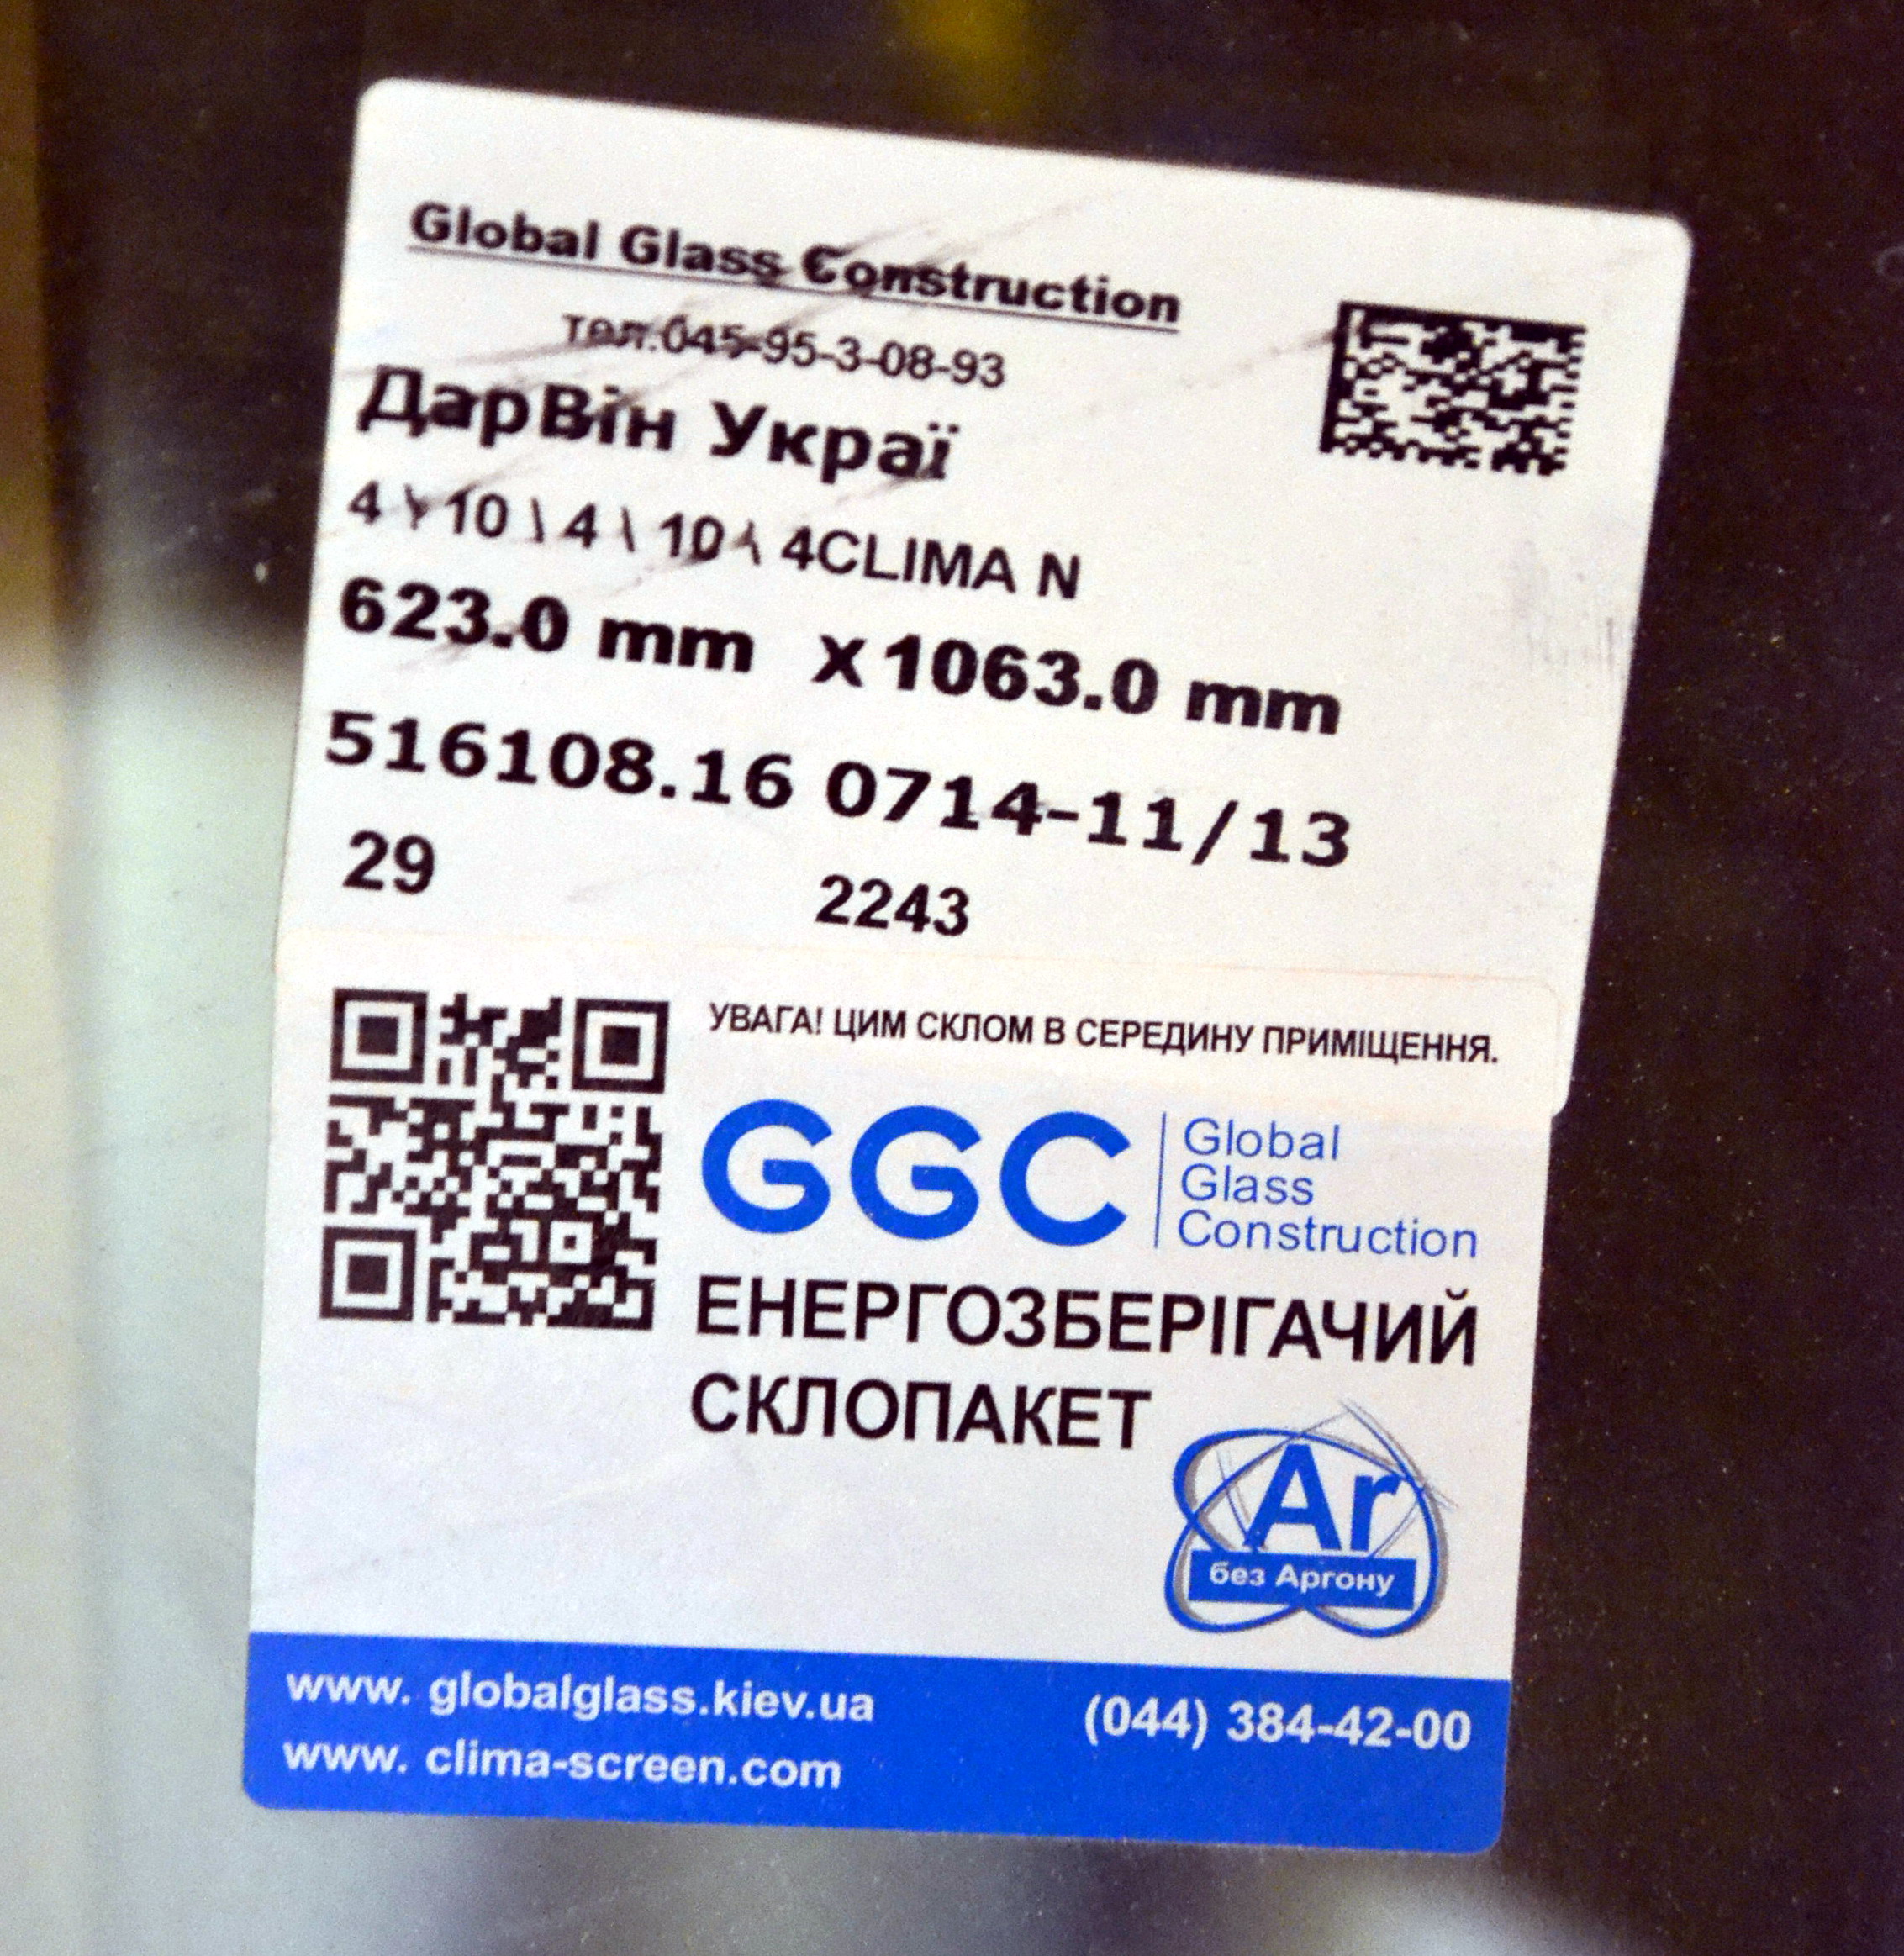 Global Glass Construction
тел.045-95-3-08-93
ДарВін Украї
4 \ 10 \ 4 \ 10 \ 4CLIMA N
623.0 mm x 1063.0 mm
516108.16 0714-11/13
29 2243
УВАГА! ЦИМ СКЛОМ В СЕРЕДИНУ ПРИМІЩЕННЯ.
GGC
Global
Glass
Construction
ЕНЕРГОЗБЕРІГАЧИЙ
СКЛОПАКЕТ
Ar
без Аргону
www. globalglass.kiev.ua (044) 384-42-00
www. clima-screen.com